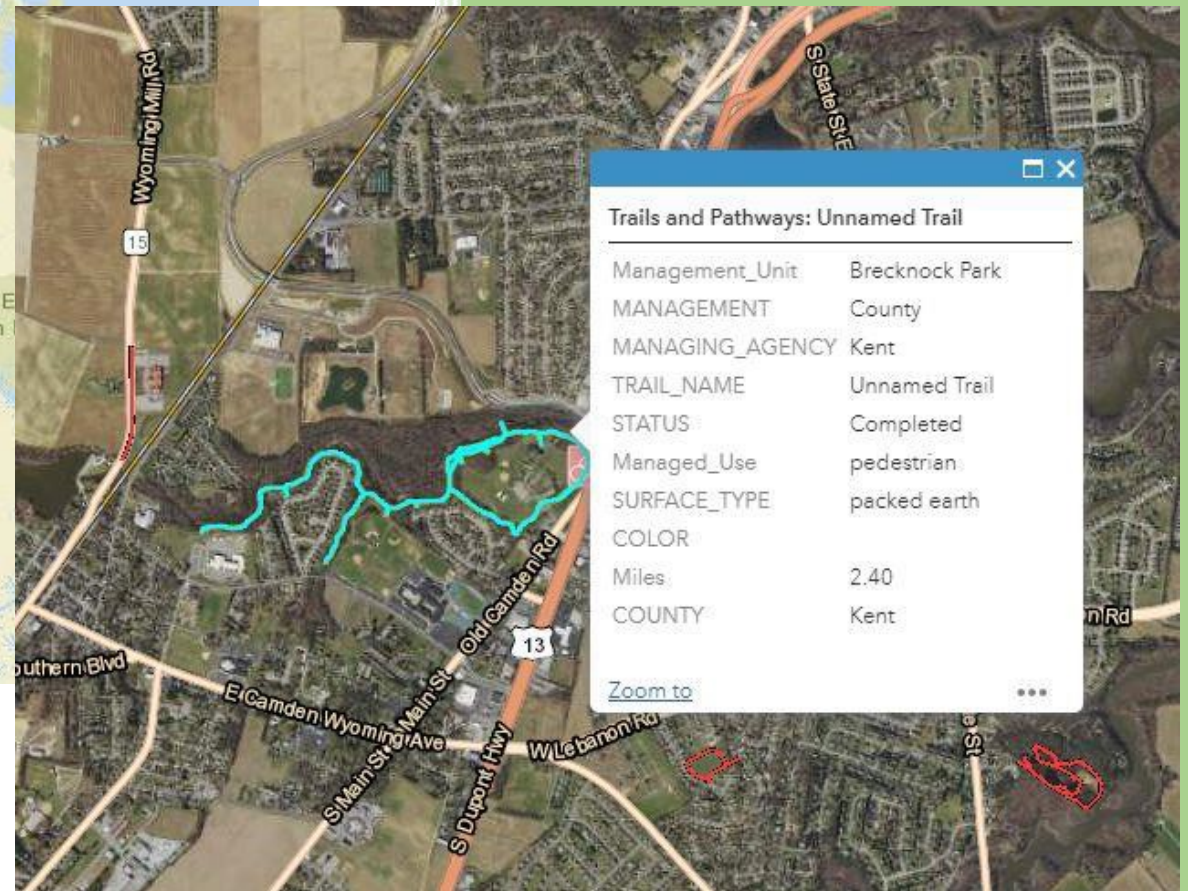 Wyoming Mill Rd
S State St
15
Trails and Pathways: Unnamed Trail
Management_Unit Brecknock Park
MANAGEMENT County
MANAGING_AGENCY Kent
TRAIL_NAME Unnamed Trail
STATUS Completed
Managed_Use pedestrian
SURFACE_TYPE packed earth
COLOR
Miles 2.40
COUNTY Kent
Zoom to
Old Camden Rd
13
n Rd
outhern Blvd
E Camden Wyoming Ave
S Main St
Main St
W Lebanon Rd
S Dupont Hwy
e St